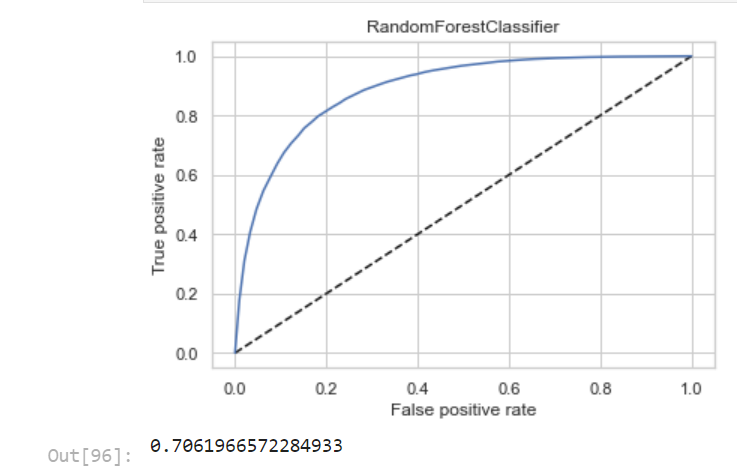 RandomForestClassifier
1.0
0.8
0.6
0.4
0.2
0.0
True positive rate
0.0 0.2 0.4 0.6 0.8 1.0
False positive rate
Out[96]: 0.7061966572284933